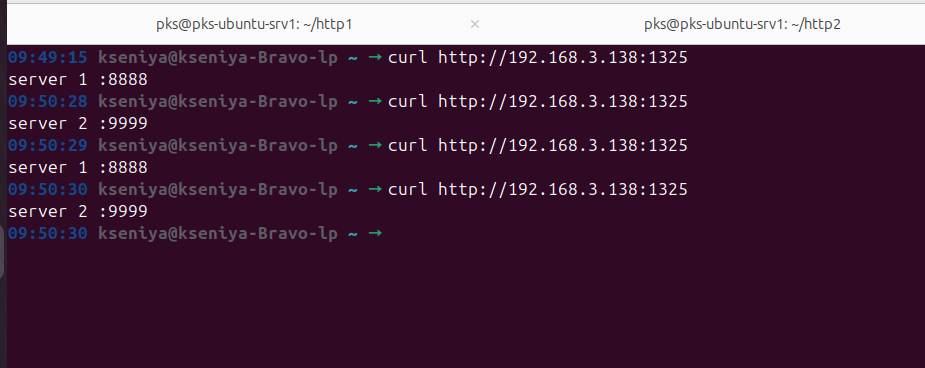 pks@pks-ubuntu-srv1: ~/http1 × pks@pks-ubuntu-srv1: ~/http2
09:49:15 kseniya@kseniya-Bravo-lp ~ → curl http://192.168.3.138:1325
server 1 :8888
09:50:28 kseniya@kseniya-Bravo-lp ~ → curl http://192.168.3.138:1325
server 2 :9999
09:50:29 kseniya@kseniya-Bravo-lp ~ → curl http://192.168.3.138:1325
server 1 :8888
09:50:30 kseniya@kseniya-Bravo-lp ~ → curl http://192.168.3.138:1325
server 2 :9999
09:50:30 kseniya@kseniya-Bravo-lp ~ →